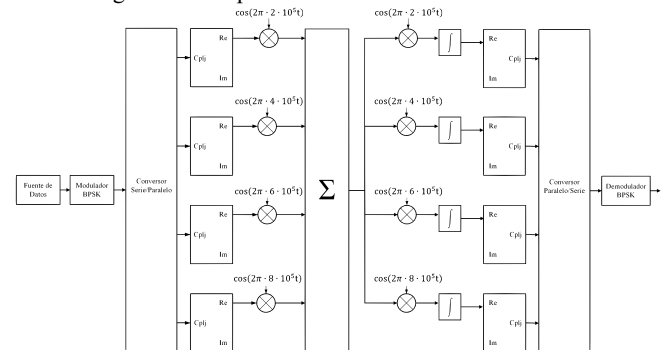 cos(2π · 2 · 10⁵t)
cos(2π · 2 · 10⁵t)
Re
Cplj
Im
Re
Cplj
Im
cos(2π · 4 · 10⁵t)
cos(2π · 4 · 10⁵t)
Re
Cplj
Im
Re
Cplj
Im
Fuente de
Datos
Modulador
BPSK
Conversor
Serie/Paralelo
Σ
Conversor
Paralelo/Serie
Demodulador
BPSK
cos(2π · 6 · 10⁵t)
cos(2π · 6 · 10⁵t)
Re
Cplj
Im
Re
Cplj
Im
cos(2π · 8 · 10⁵t)
cos(2π · 8 · 10⁵t)
Re
Cplj
Im
Re
Cplj
Im
∫
∫
∫
∫